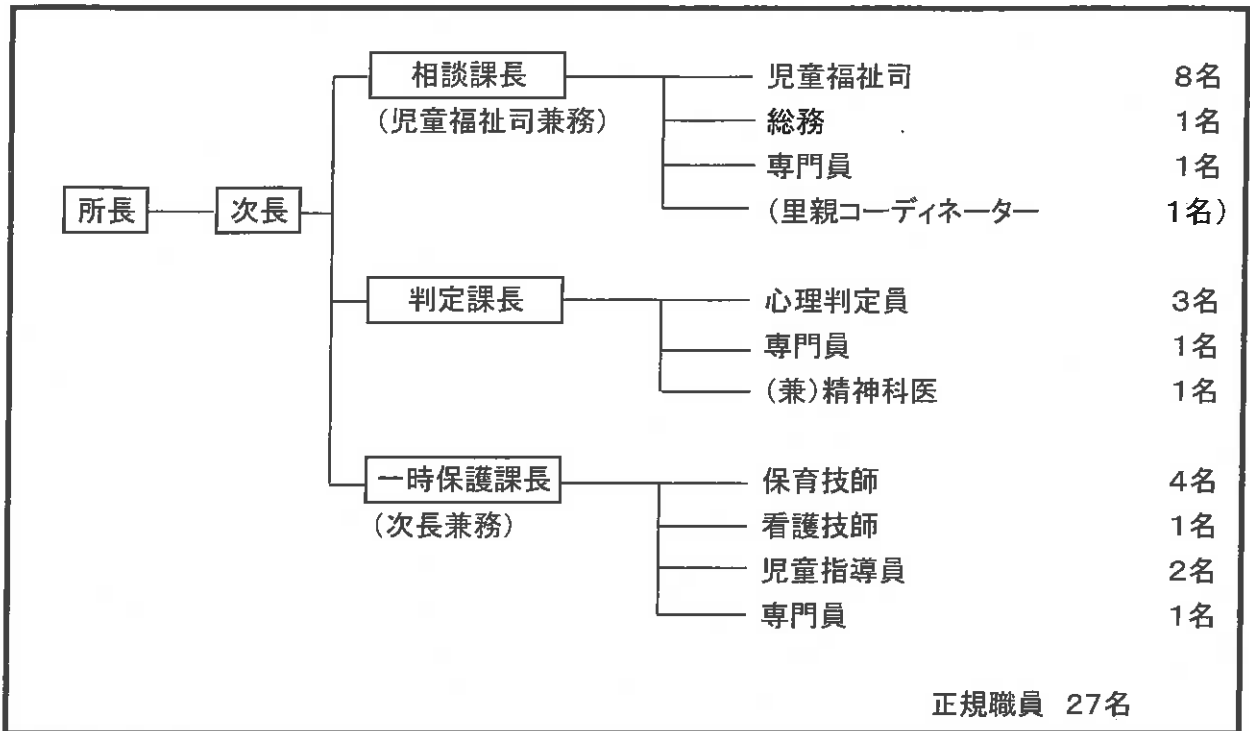 相談課長 児童福祉司 8名
(児童福祉司兼務) 総務 1名
専門員 1名
所長 次長 (里親コーディネーター 1名)
判定課長 心理判定員 3名
専門員 1名
(兼)精神科医 1名
一時保護課長 保育技師 4名
(次長兼務) 看護技師 1名
児童指導員 2名
専門員 1名
正規職員 27名